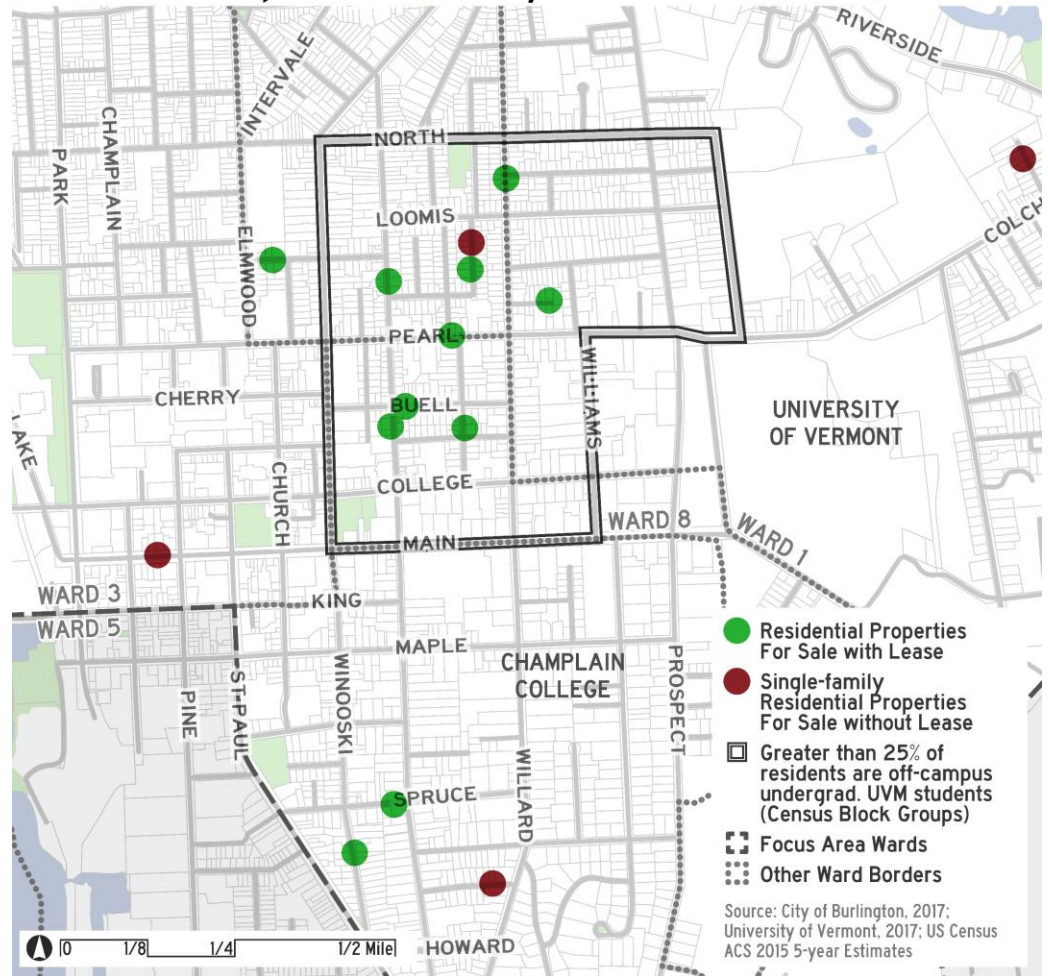 RIVERSIDE
INTERVALE
NORTH
CHAMPLAIN
PARK
LOOMIS
COLCH
ELMWOOD
PEARL
WILLIAMS
CHERRY
BUELL
UNIVERSITY
OF VERMONT
LAKE
CHURCH
COLLEGE
MAIN
WARD 8
WARD 1
WARD 3
KING
WARD 5
MAPLE
CHAMPLAIN
COLLEGE
PINE
ST PAUL
WINOOSKI
PROSPECT
WILLARD
SPRUCE
HOWARD
Residential Properties
For Sale with Lease
Single-family
Residential Properties
For Sale without Lease
Greater than 25% of
residents are off-campus
undergrad. UVM students
(Census Block Groups)
Focus Area Wards
Other Ward Borders
Source: City of Burlington, 2017;
University of Vermont, 2017; US Census
ACS 2015 5-year Estimates
0 1/8 1/4 1/2 Mile